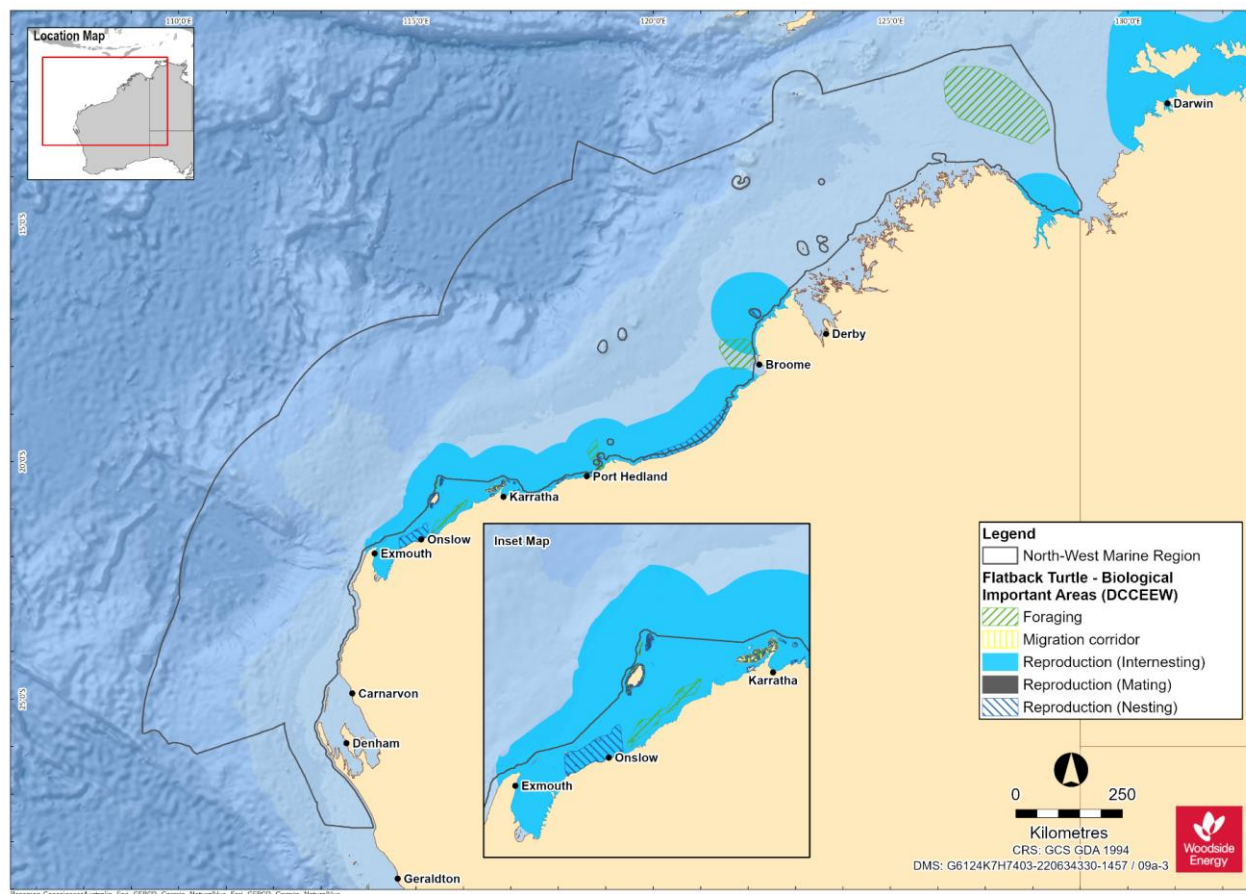 110°0'E
115°0'E
120°0'E
125°0'E
130°0'E
Location Map
Darwin
15°0'S
Derby
Broome
20°0'S
Port Hedland
Karratha
Onslow
Exmouth
Inset Map
Karratha
Onslow
Exmouth
25°0'S
Carnarvon
Denham
Geraldton
Legend
North-West Marine Region
Flatback Turtle - Biological
Important Areas (DCCEEW)
Foraging
Migration corridor
Reproduction (Internesting)
Reproduction (Mating)
Reproduction (Nesting)
0 250
Kilometres
CRS: GCS GDA 1994
DMS: G6124K7H7403-220634330-1457 / 09a-3
Woodside
Energy